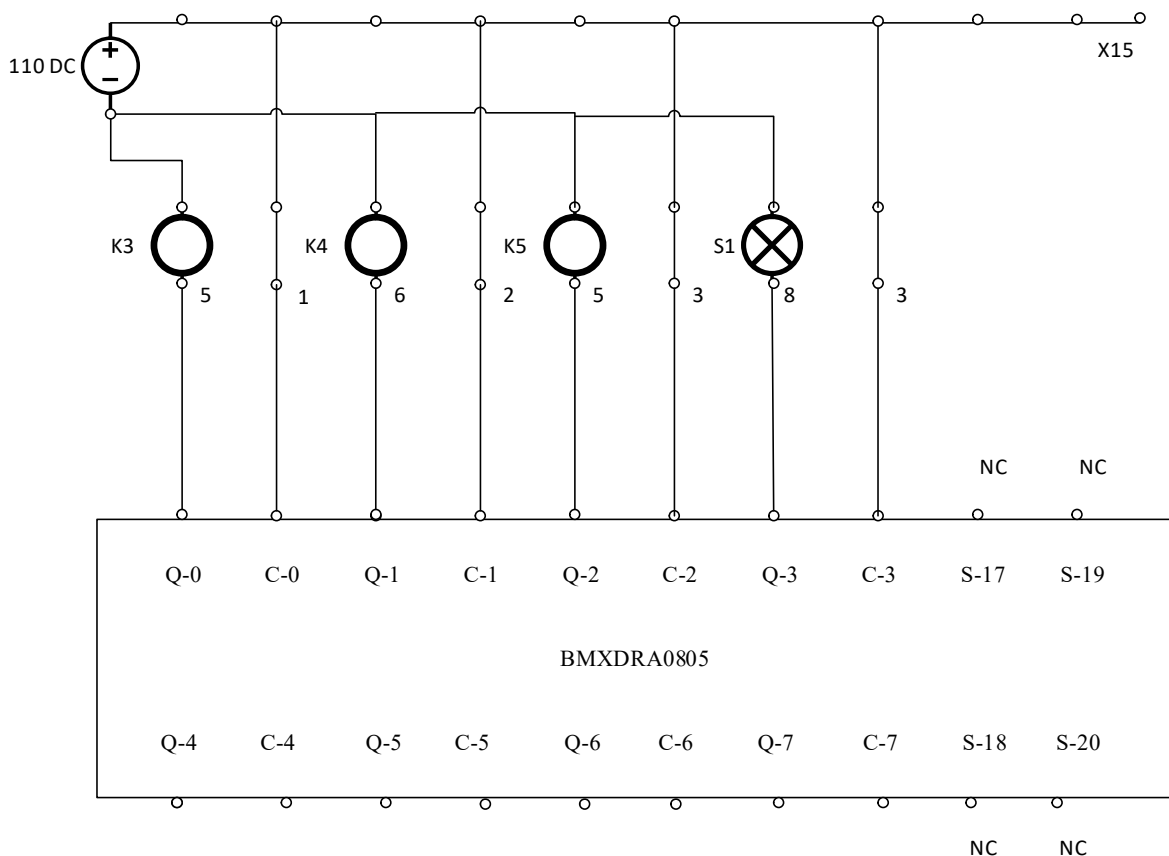 X15
110 DC
K3
K4
K5
S1
5
1
6
2
5
3
8
3
NC
NC
Q-0
C-0
Q-1
C-1
Q-2
C-2
Q-3
C-3
S-17
S-19
BMXDRA0805
Q-4
C-4
Q-5
C-5
Q-6
C-6
Q-7
C-7
S-18
S-20
NC
NC